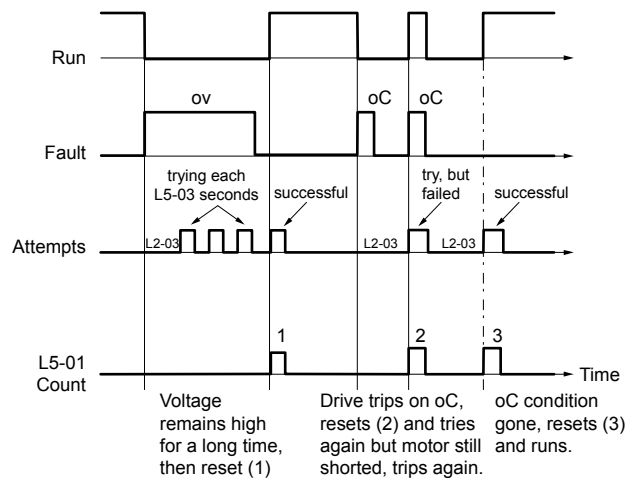 Run
ov
oC
oC
Fault
trying each
L5-03 seconds
successful
try, but
failed
successful
L2-03
L2-03
L2-03
Attempts
1
2
3
L5-01
Count
Time
Voltage
remains high
for a long time,
then reset (1)
Drive trips on oC,
resets (2) and tries
again but motor still
shorted, trips again.
oC condition
gone, resets (3)
and runs.